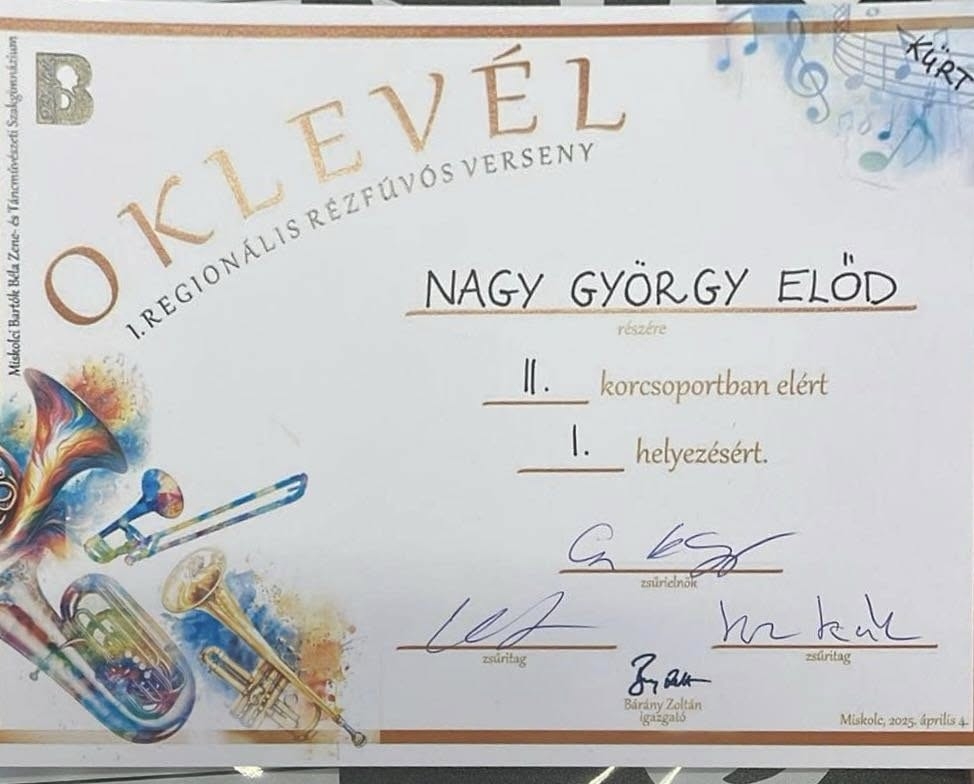 Miskolci Bartók Béla Zene- és Táncművészeti Szakgimnázium
B
KÜRT
OKLEVÉL
I. REGIONÁLIS RÉZFÚVÓS VERSENY
NAGY GYÖRGY ELŐD
részére
II. korcsoportban elért
I. helyezésért.
zsűrielnök
zsűritag
zsűritag
Bárány Zoltán
igazgató
Miskolc, 2025. április 4.